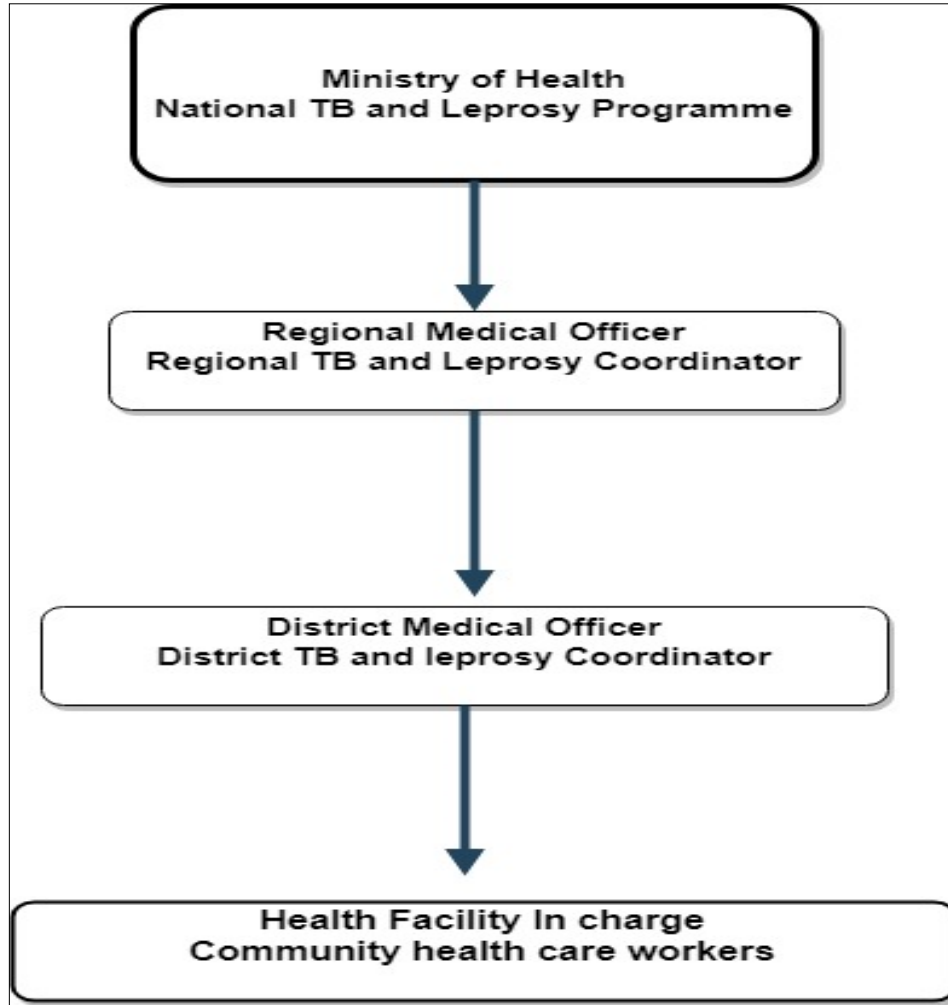 Ministry of Health
National TB and Leprosy Programme
Regional Medical Officer
Regional TB and Leprosy Coordinator
District Medical Officer
District TB and leprosy Coordinator
Health Facility In charge
Community health care workers